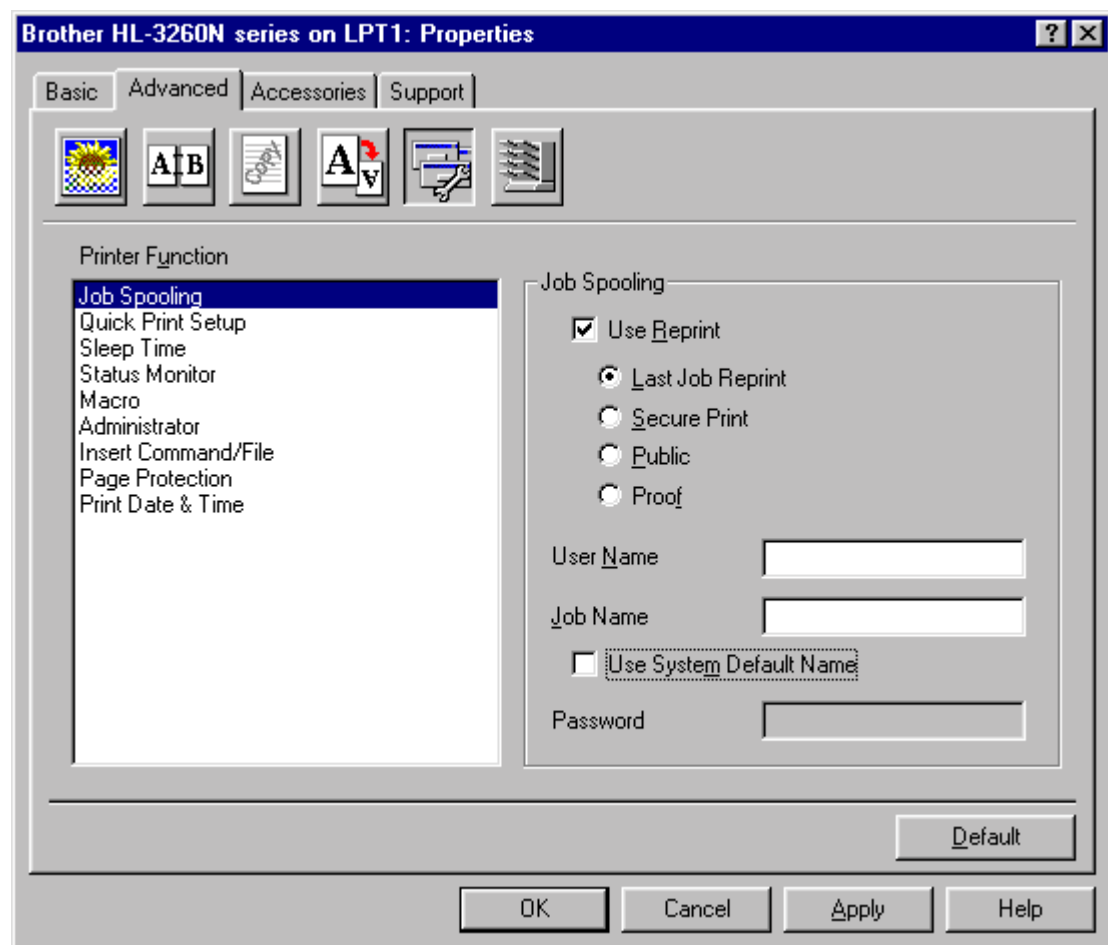 Brother HL-3260N series on LPT1: Properties
Basic Advanced Accessories Support
A B COPY A V
Printer Function
Job Spooling
Quick Print Setup
Sleep Time
Status Monitor
Macro
Administrator
Insert Command/File
Page Protection
Print Date & Time
Job Spooling
Use Reprint
Last Job Reprint
Secure Print
Public
Proof
User Name
Job Name
Use System Default Name
Password
Default
OK Cancel Apply Help